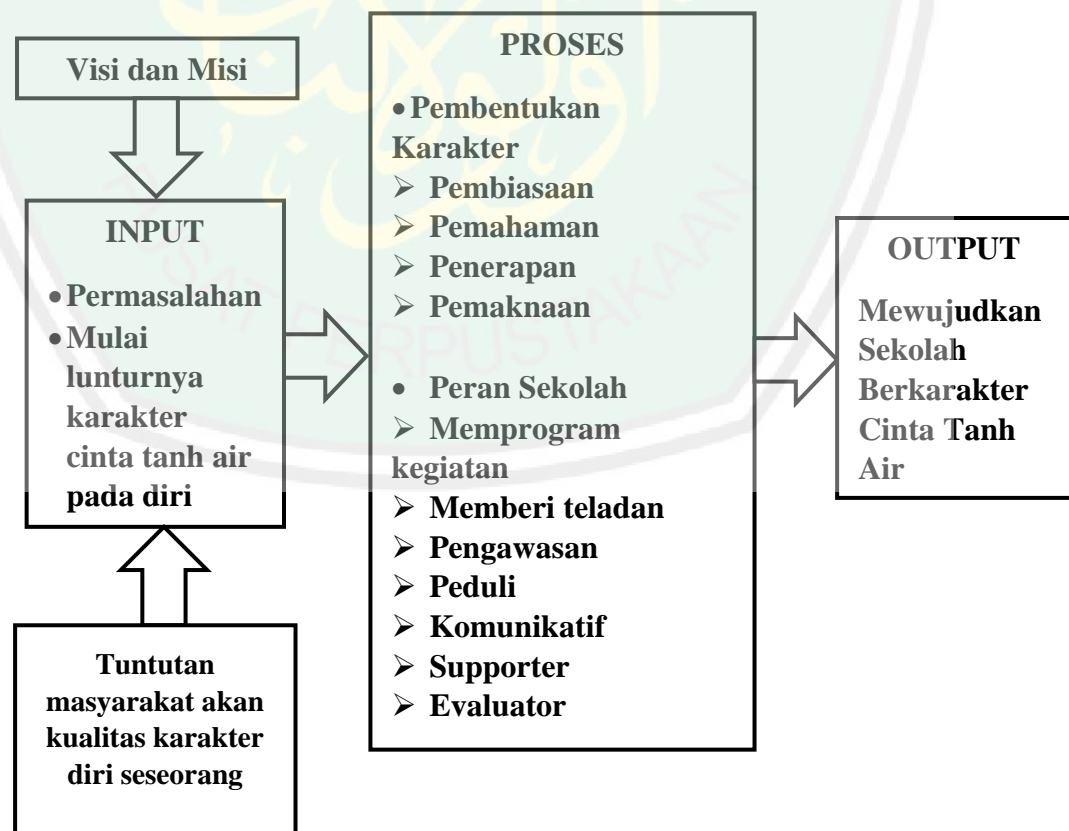 Visi dan Misi
INPUT
•Permasalahan
•Mulai
lunturnya
karakter
cinta tanh air
pada diri
Tuntutan
masyarakat akan
kualitas karakter
diri seseorang
PROSES
•Pembentukan
Karakter
➢ Pembiasaan
➢ Pemahaman
➢ Penerapan
➢ Pemaknaan
• Peran Sekolah
➢ Memprogram
kegiatan
➢ Memberi teladan
➢ Pengawasan
➢ Peduli
➢ Komunikatif
➢ Supporter
➢ Evaluator
OUTPUT
Mewujudkan
Sekolah
Berkarakter
Cinta Tanh
Air
PUSAT PERPUSTAKAAN